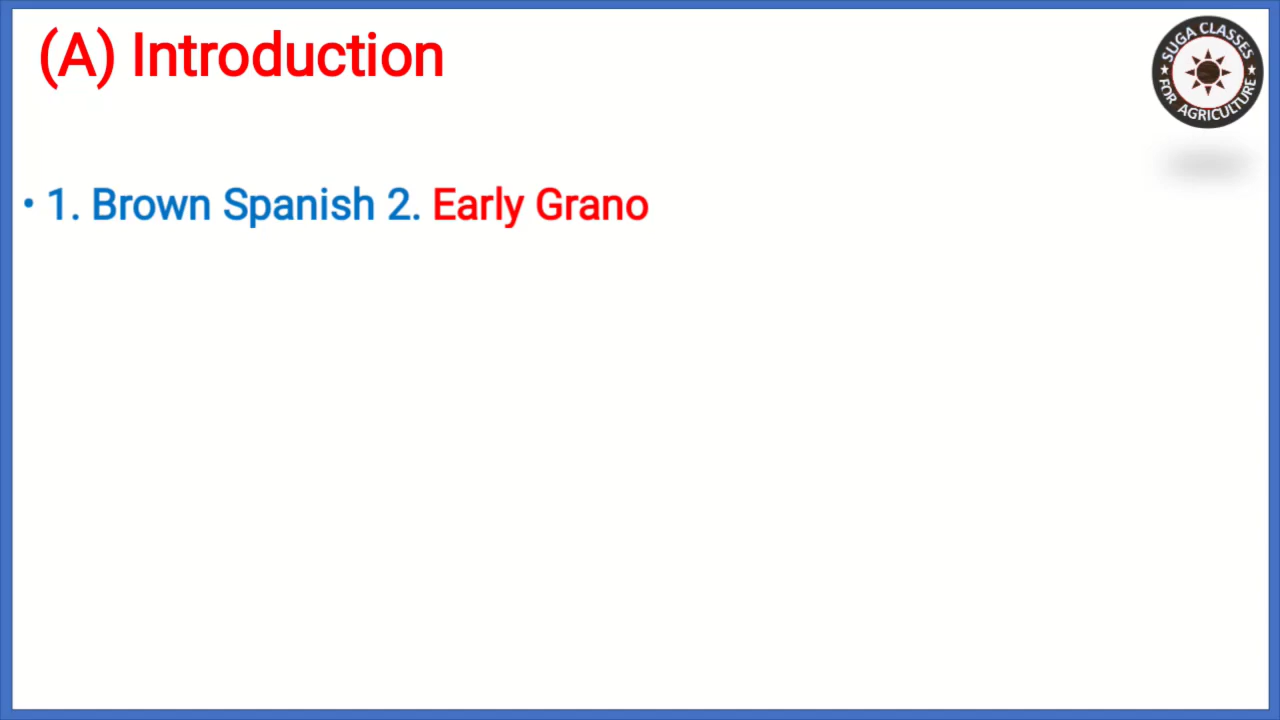 (A) Introduction
SUGA CLASSES
FOR AGRICULTURE
• 1. Brown Spanish 2. Early Grano